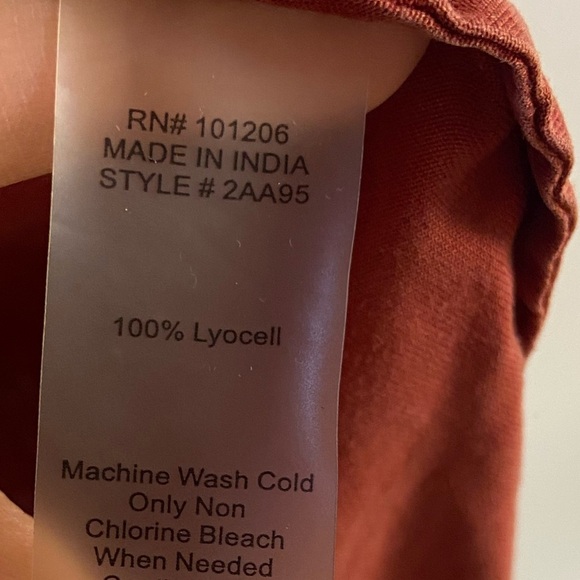 RN# 101206
MADE IN INDIA
STYLE # 2AA95
100% Lyocell
Machine Wash Cold
Only Non
Chlorine Bleach
When Needed